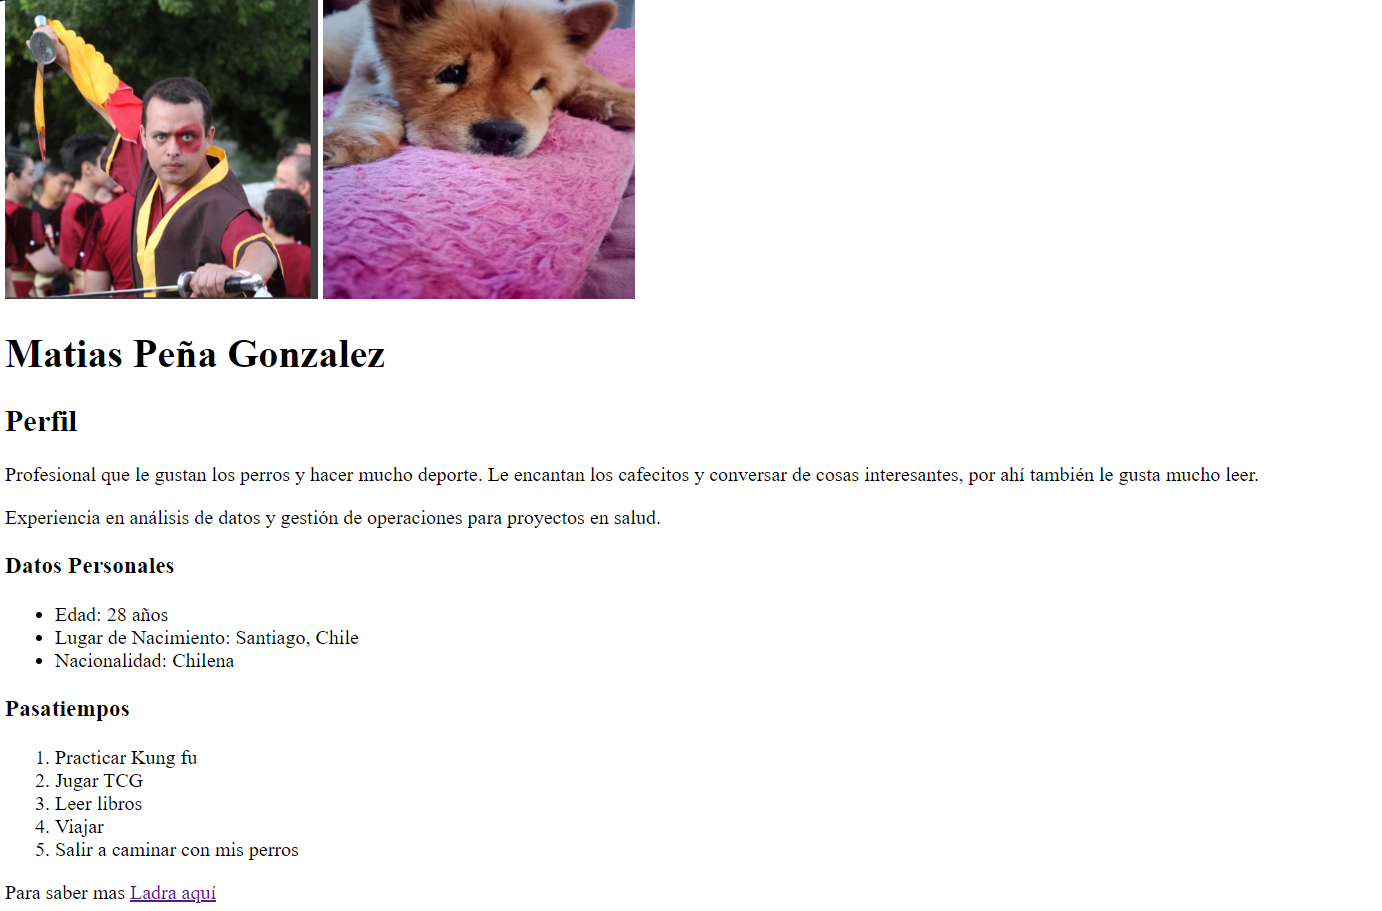 Matias Peña Gonzalez
Perfil
Profesional que le gustan los perros y hacer mucho deporte. Le encantan los cafecitos y conversar de cosas interesantes, por ahí también le gusta mucho leer.
Experiencia en análisis de datos y gestión de operaciones para proyectos en salud.
Datos Personales
• Edad: 28 años
• Lugar de Nacimiento: Santiago, Chile
• Nacionalidad: Chilena
Pasatiempos
1. Practicar Kung fu
2. Jugar TCG
3. Leer libros
4. Viajar
5. Salir a caminar con mis perros
Para saber mas Ladra aquí